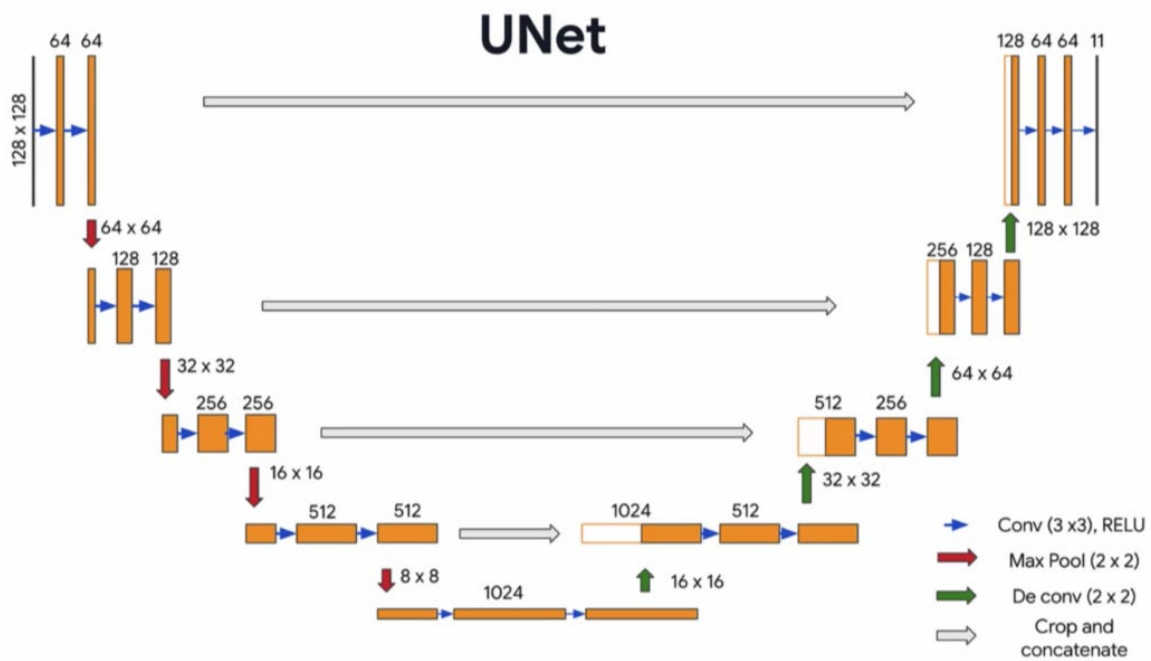 UNet
64 64
128 x 128
128 64 64 11
64 x 64
128 x 128
128 128
256 128
32 x 32
64 x 64
256 256
512 256
16 x 16
32 x 32
512 512
1024 512
8 x 8
16 x 16
1024
Conv (3 x3), RELU
Max Pool (2 x 2)
De conv (2 x 2)
Crop and
concatenate